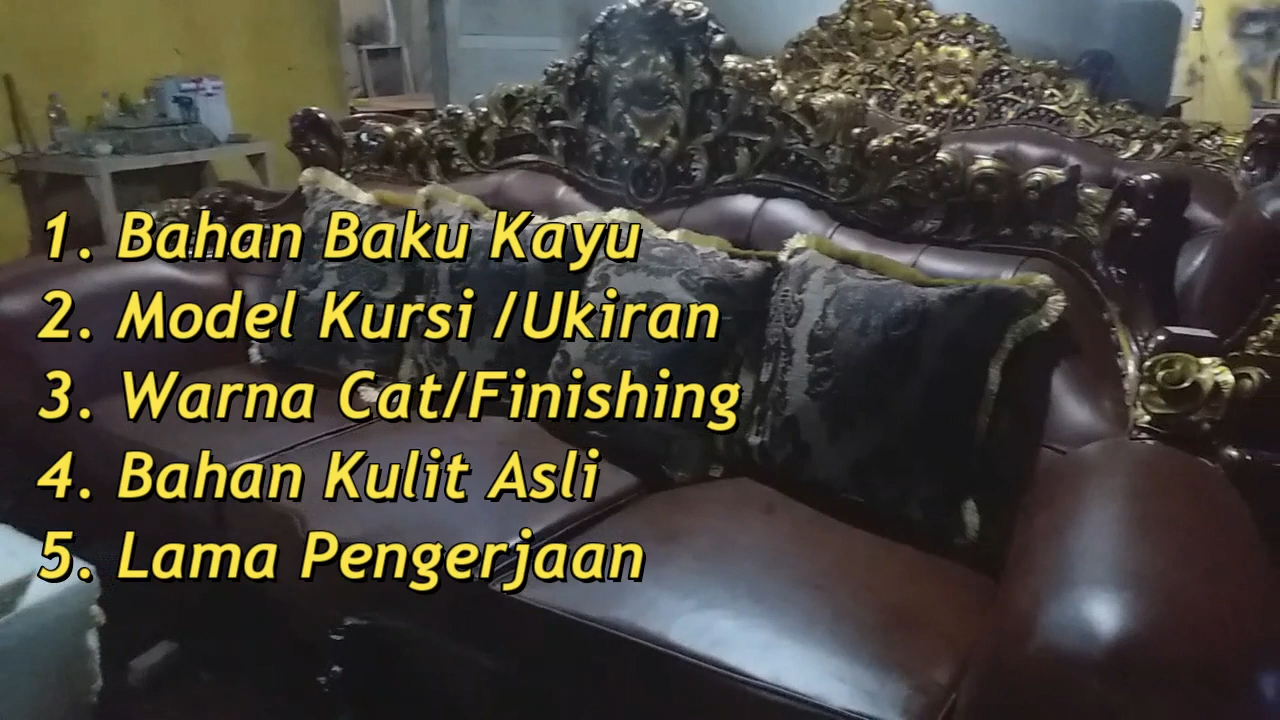 1. Bahan Baku Kayu
2. Model Kursi /Ukiran
3. Warna Cat/Finishing
4. Bahan Kulit Asli
5. Lama Pengerjaan